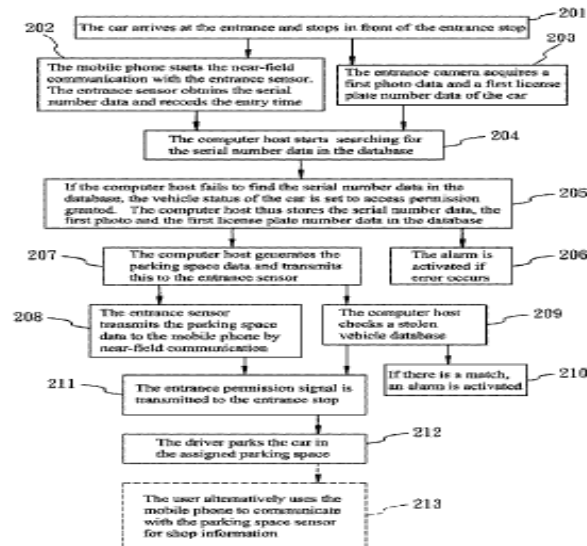 201
The car arrives at the entrance and stops in front of the entrance stop
202
203
The mobile phone starts the near-field
communication with the entrance sensor.
The entrance sensor obtains the serial
number data and records the entry time
The entrance camera acquires a
first photo data and a first license
plate number data of the car
204
The computer host starts searching for
the serial number data in the database
205
If the computer host fails to find the serial number data in the
database, the vehicle status of the car is set to access permission
granted. The computer host thus stores the serial number data, the
first photo and the first license plate number data in the database
207
The computer host generates the
parking space data and transmits
this to the entrance sensor
The alarm is
activated if
error occurs
206
208
The entrance sensor
transmits the parking space
data to the mobile phone by
near-field communication
The computer host
checks a stolen
vehicle database
209
210
If there is a match,
an alarm is activated
211
The entrance permission signal is
transmitted to the entrance stop
212
The driver parks the car in
the assigned parking space
213
The user alternatively uses the
mobile phone to communicate
with the parking space sensor
for shop information